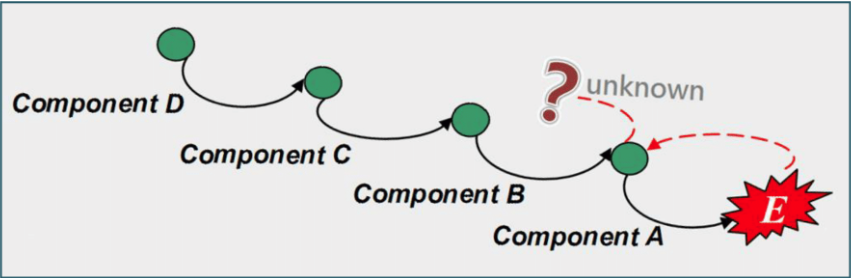 Component D
Component C
Component B
Component A
? unknown
E